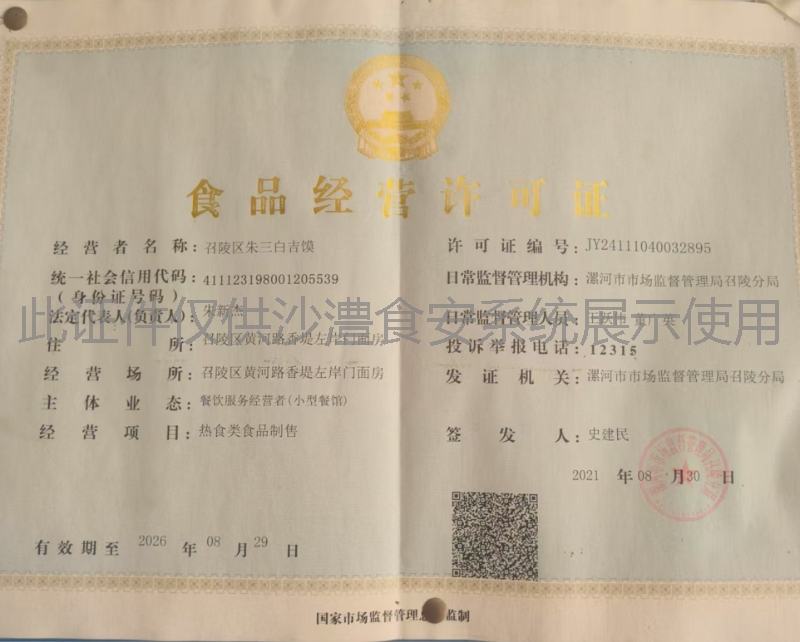 食品经营许可证
经营者名称：召陵区朱三白吉馍
统一社会信用代码：411123198001205539
(身份证号码)
法定代表人(负责人)：朱新杰
住所：召陵区黄河路香堤左岸门面房
经营场所：召陵区黄河路香堤左岸门面房
主体业态：餐饮服务经营者(小型餐馆)
经营项目：热食类食品制售
有效期至 2026 年 08 月 29 日
许可证编号：JY24111040032895
日常监督管理机构：漯河市市场监督管理局召陵分局
日常监督管理人员：
投诉举报电话：12315
发证机关：漯河市市场监督管理局召陵分局
签发人：史建民
2021 年 08 月 30 日
此证件仅供沙澧食安系统展示使用
国家市场监督管理总局监制